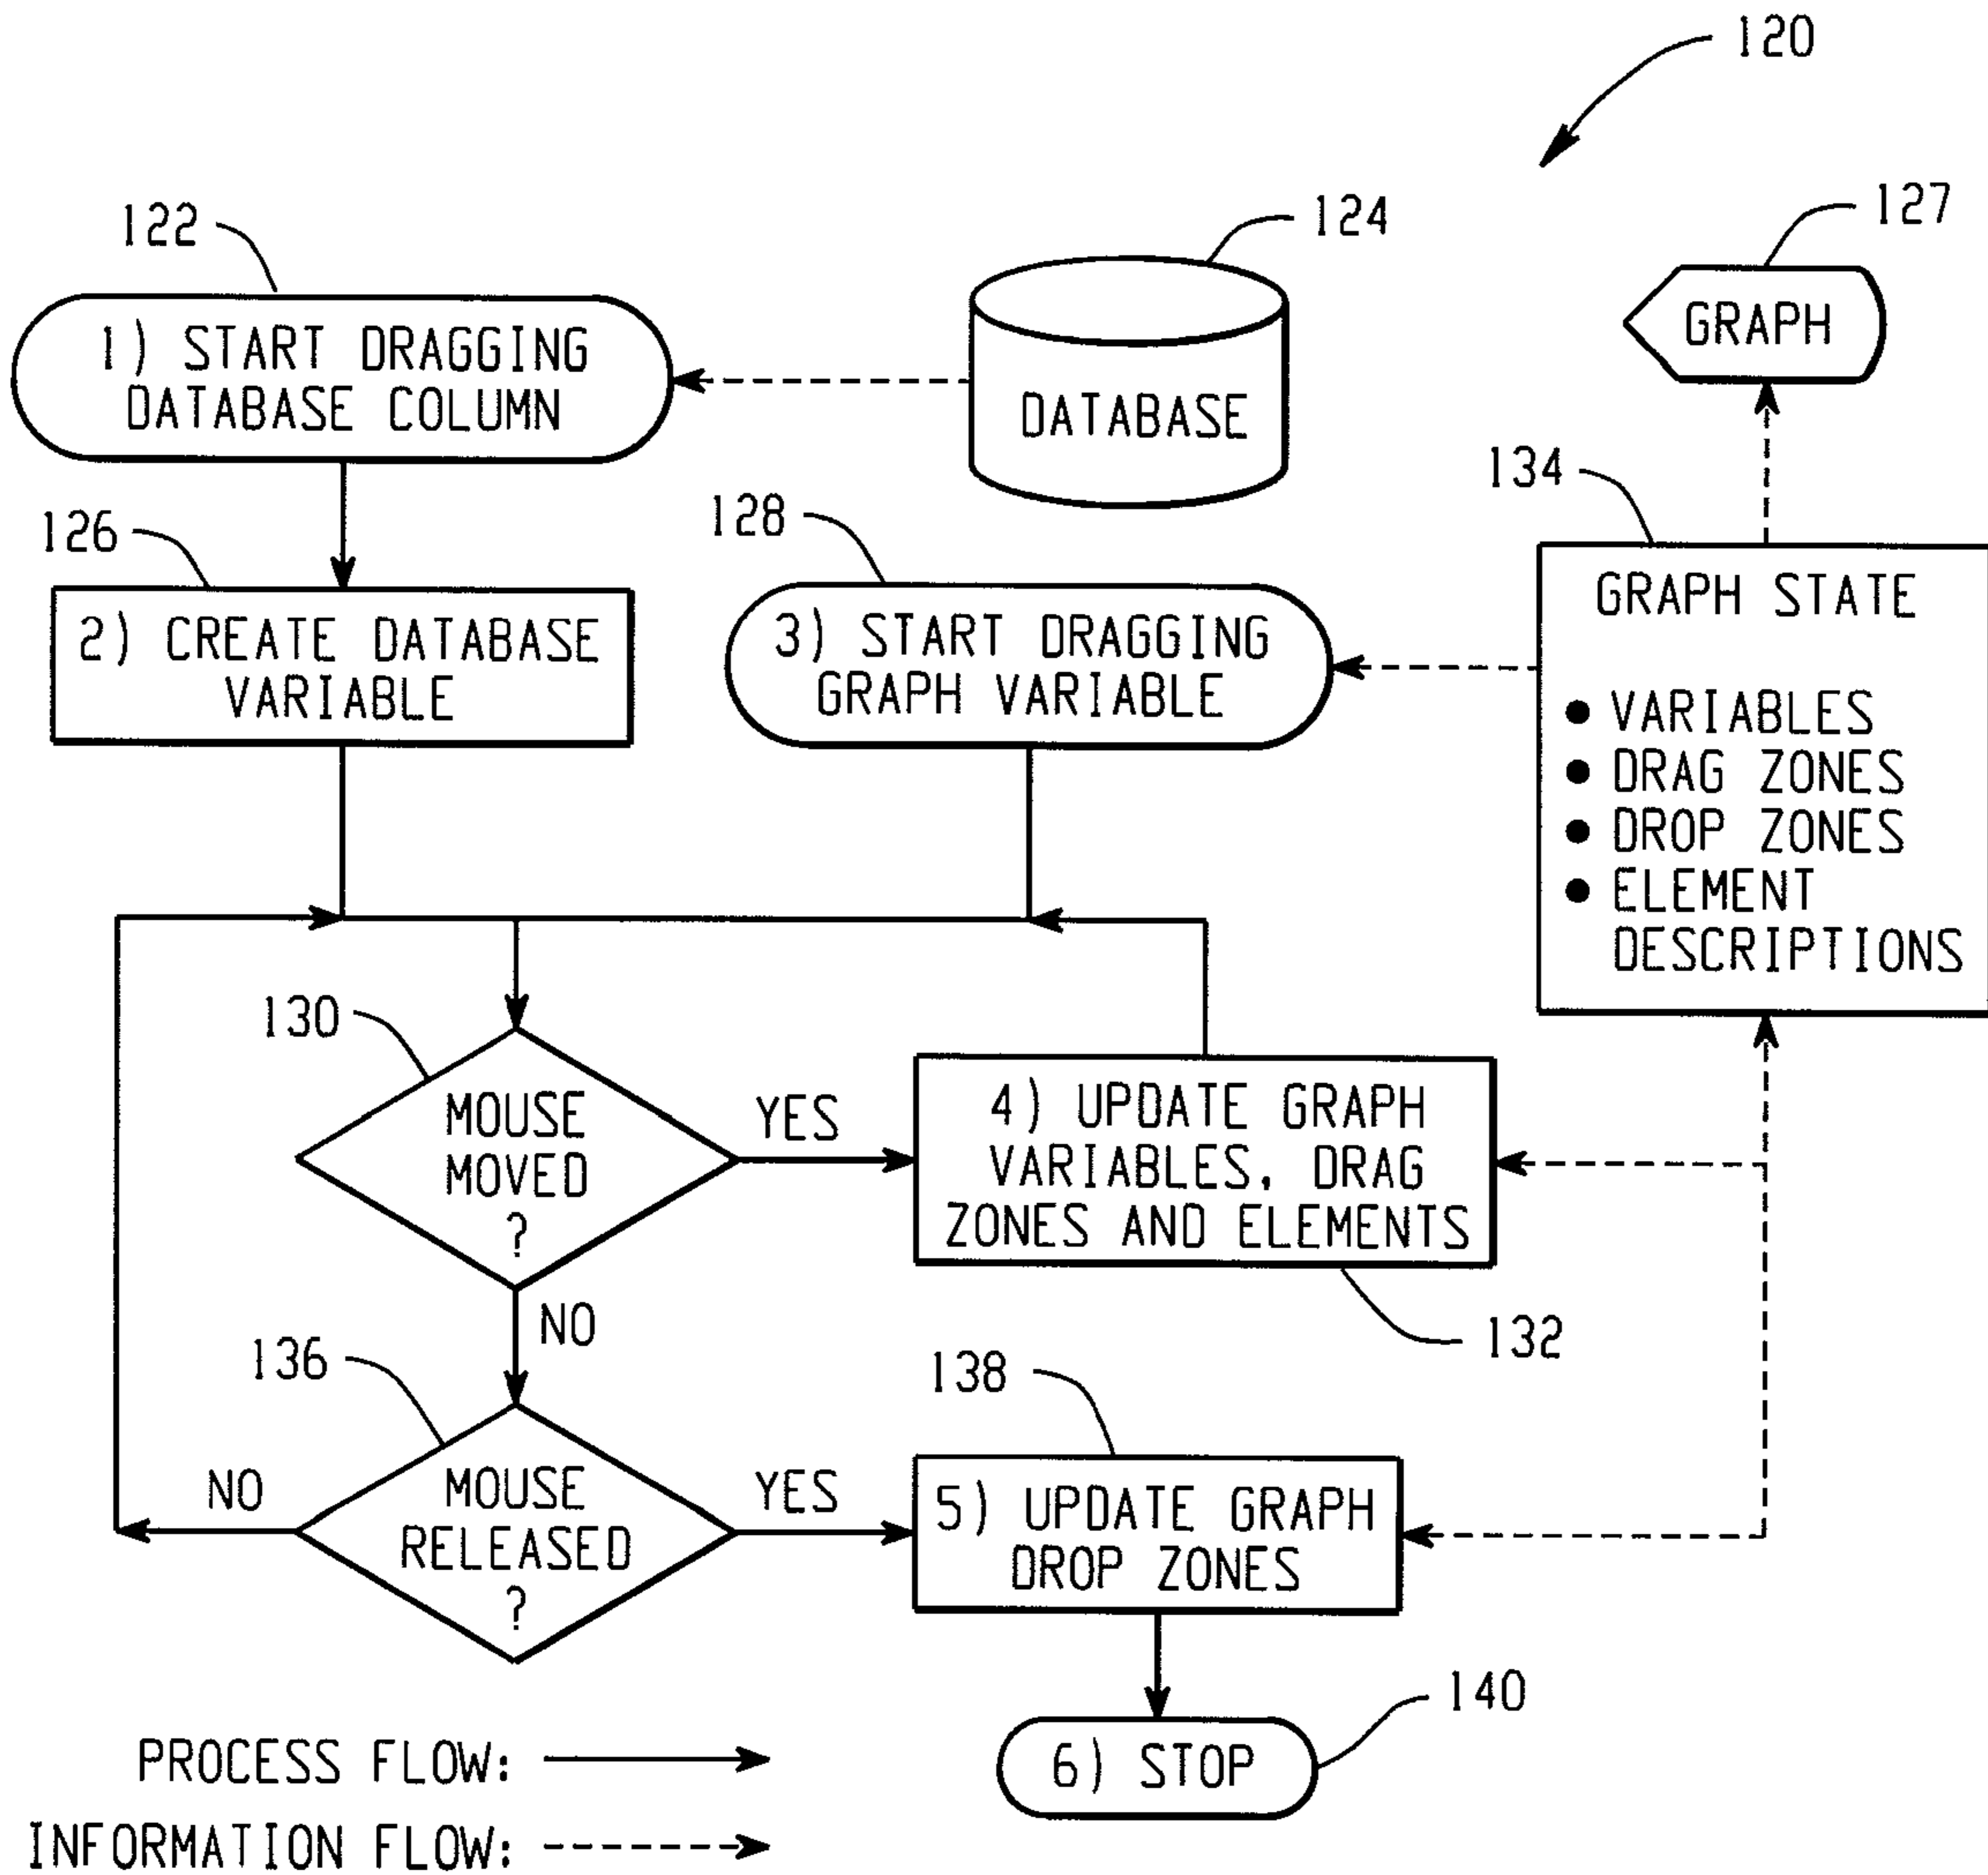 120
122
124
127
1) START DRAGGING
DATABASE COLUMN
DATABASE
GRAPH
126
128
134
2) CREATE DATABASE
VARIABLE
3) START DRAGGING
GRAPH VARIABLE
GRAPH STATE
● VARIABLES
● DRAG ZONES
● DROP ZONES
● ELEMENT
DESCRIPTIONS
130
MOUSE
MOVED
?
YES
NO
4) UPDATE GRAPH
VARIABLES, DRAG
ZONES AND ELEMENTS
132
136
138
MOUSE
RELEASED
?
NO
YES
5) UPDATE GRAPH
DROP ZONES
140
6) STOP
PROCESS FLOW:
INFORMATION FLOW: